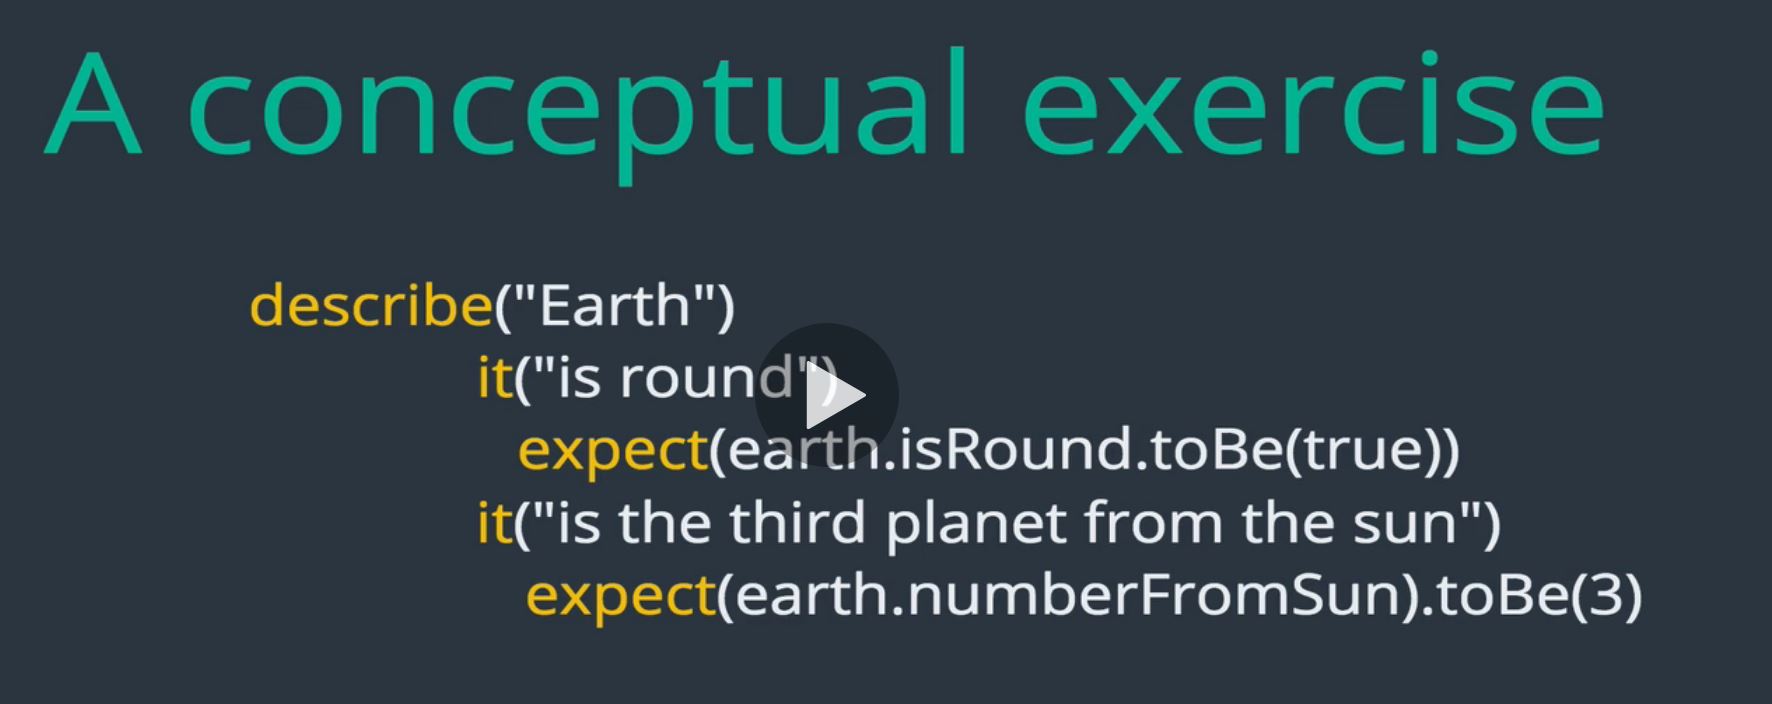 A conceptual exercise
describe("Earth")
it("is round")
expect(earth.isRound.toBe(true))
it("is the third planet from the sun")
expect(earth.numberFromSun).toBe(3)